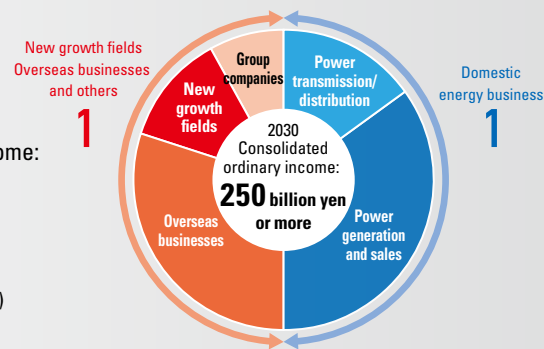 New growth fields
Overseas businesses
and others
1
ome:
)
Group
companies
Power
transmission/
distribution
New
growth
fields
2030
Consolidated
ordinary income:
250 billion yen
or more
Overseas
businesses
Power
generation
and sales
Domestic
energy business
1